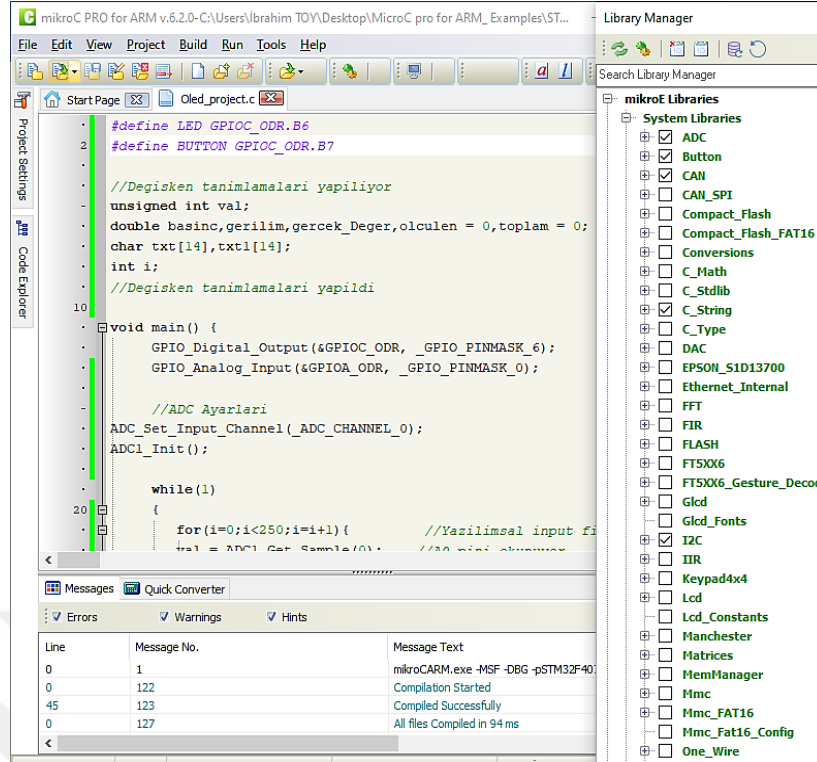 mikroC PRO for ARM v.6.2.0-C:\Users\İbrahim TOY\Desktop\MicroC pro for ARM_ Examples\ST...
File Edit View Project Build Run Tools Help
Start Page Oled_project.c
Project Settings
Code Explorer
#define LED GPIOC_ODR.B6
2 #define BUTTON GPIOC_ODR.B7
//Degisken tanimlamalari yapiliyor
unsigned int val;
double basinc,gerilim,gercek_Deger,olculen = 0,toplam = 0;
char txt[14],txt1[14];
int i;
//Degisken tanimlamalari yapildi
10
void main() {
GPIO_Digital_Output(&GPIOC_ODR, _GPIO_PINMASK_6);
GPIO_Analog_Input(&GPIOA_ODR, _GPIO_PINMASK_0);
//ADC Ayarlari
ADC_Set_Input_Channel(_ADC_CHANNEL_0);
ADC1_Init();
while(1)
20 {
for(i=0;i<250;i=i+1){ //Yazilimsal input fi
val = ADC1_Get_Sample(0); //A0 pini okunuyor
Messages Quick Converter
Errors Warnings Hints
Line Message No. Message Text
0 1 mikroCARM.exe -MSF -DBG -pSTM32F407
0 122 Compilation Started
45 123 Compiled Successfully
0 127 All files Compiled in 94 ms
Library Manager
Search Library Manager
mikroE Libraries
System Libraries
ADC
Button
CAN
CAN_SPI
Compact_Flash
Compact_Flash_FAT16
Conversions
C_Math
C_Stdlib
C_String
C_Type
DAC
EPSON_S1D13700
Ethernet_Internal
FFT
FIR
FLASH
FT5XX6
FT5XX6_Gesture_Decod
Glcd
Glcd_Fonts
I2C
IIR
Keypad4x4
Lcd
Lcd_Constants
Manchester
Matrices
MemManager
Mmc
Mmc_FAT16
Mmc_Fat16_Config
One_Wire